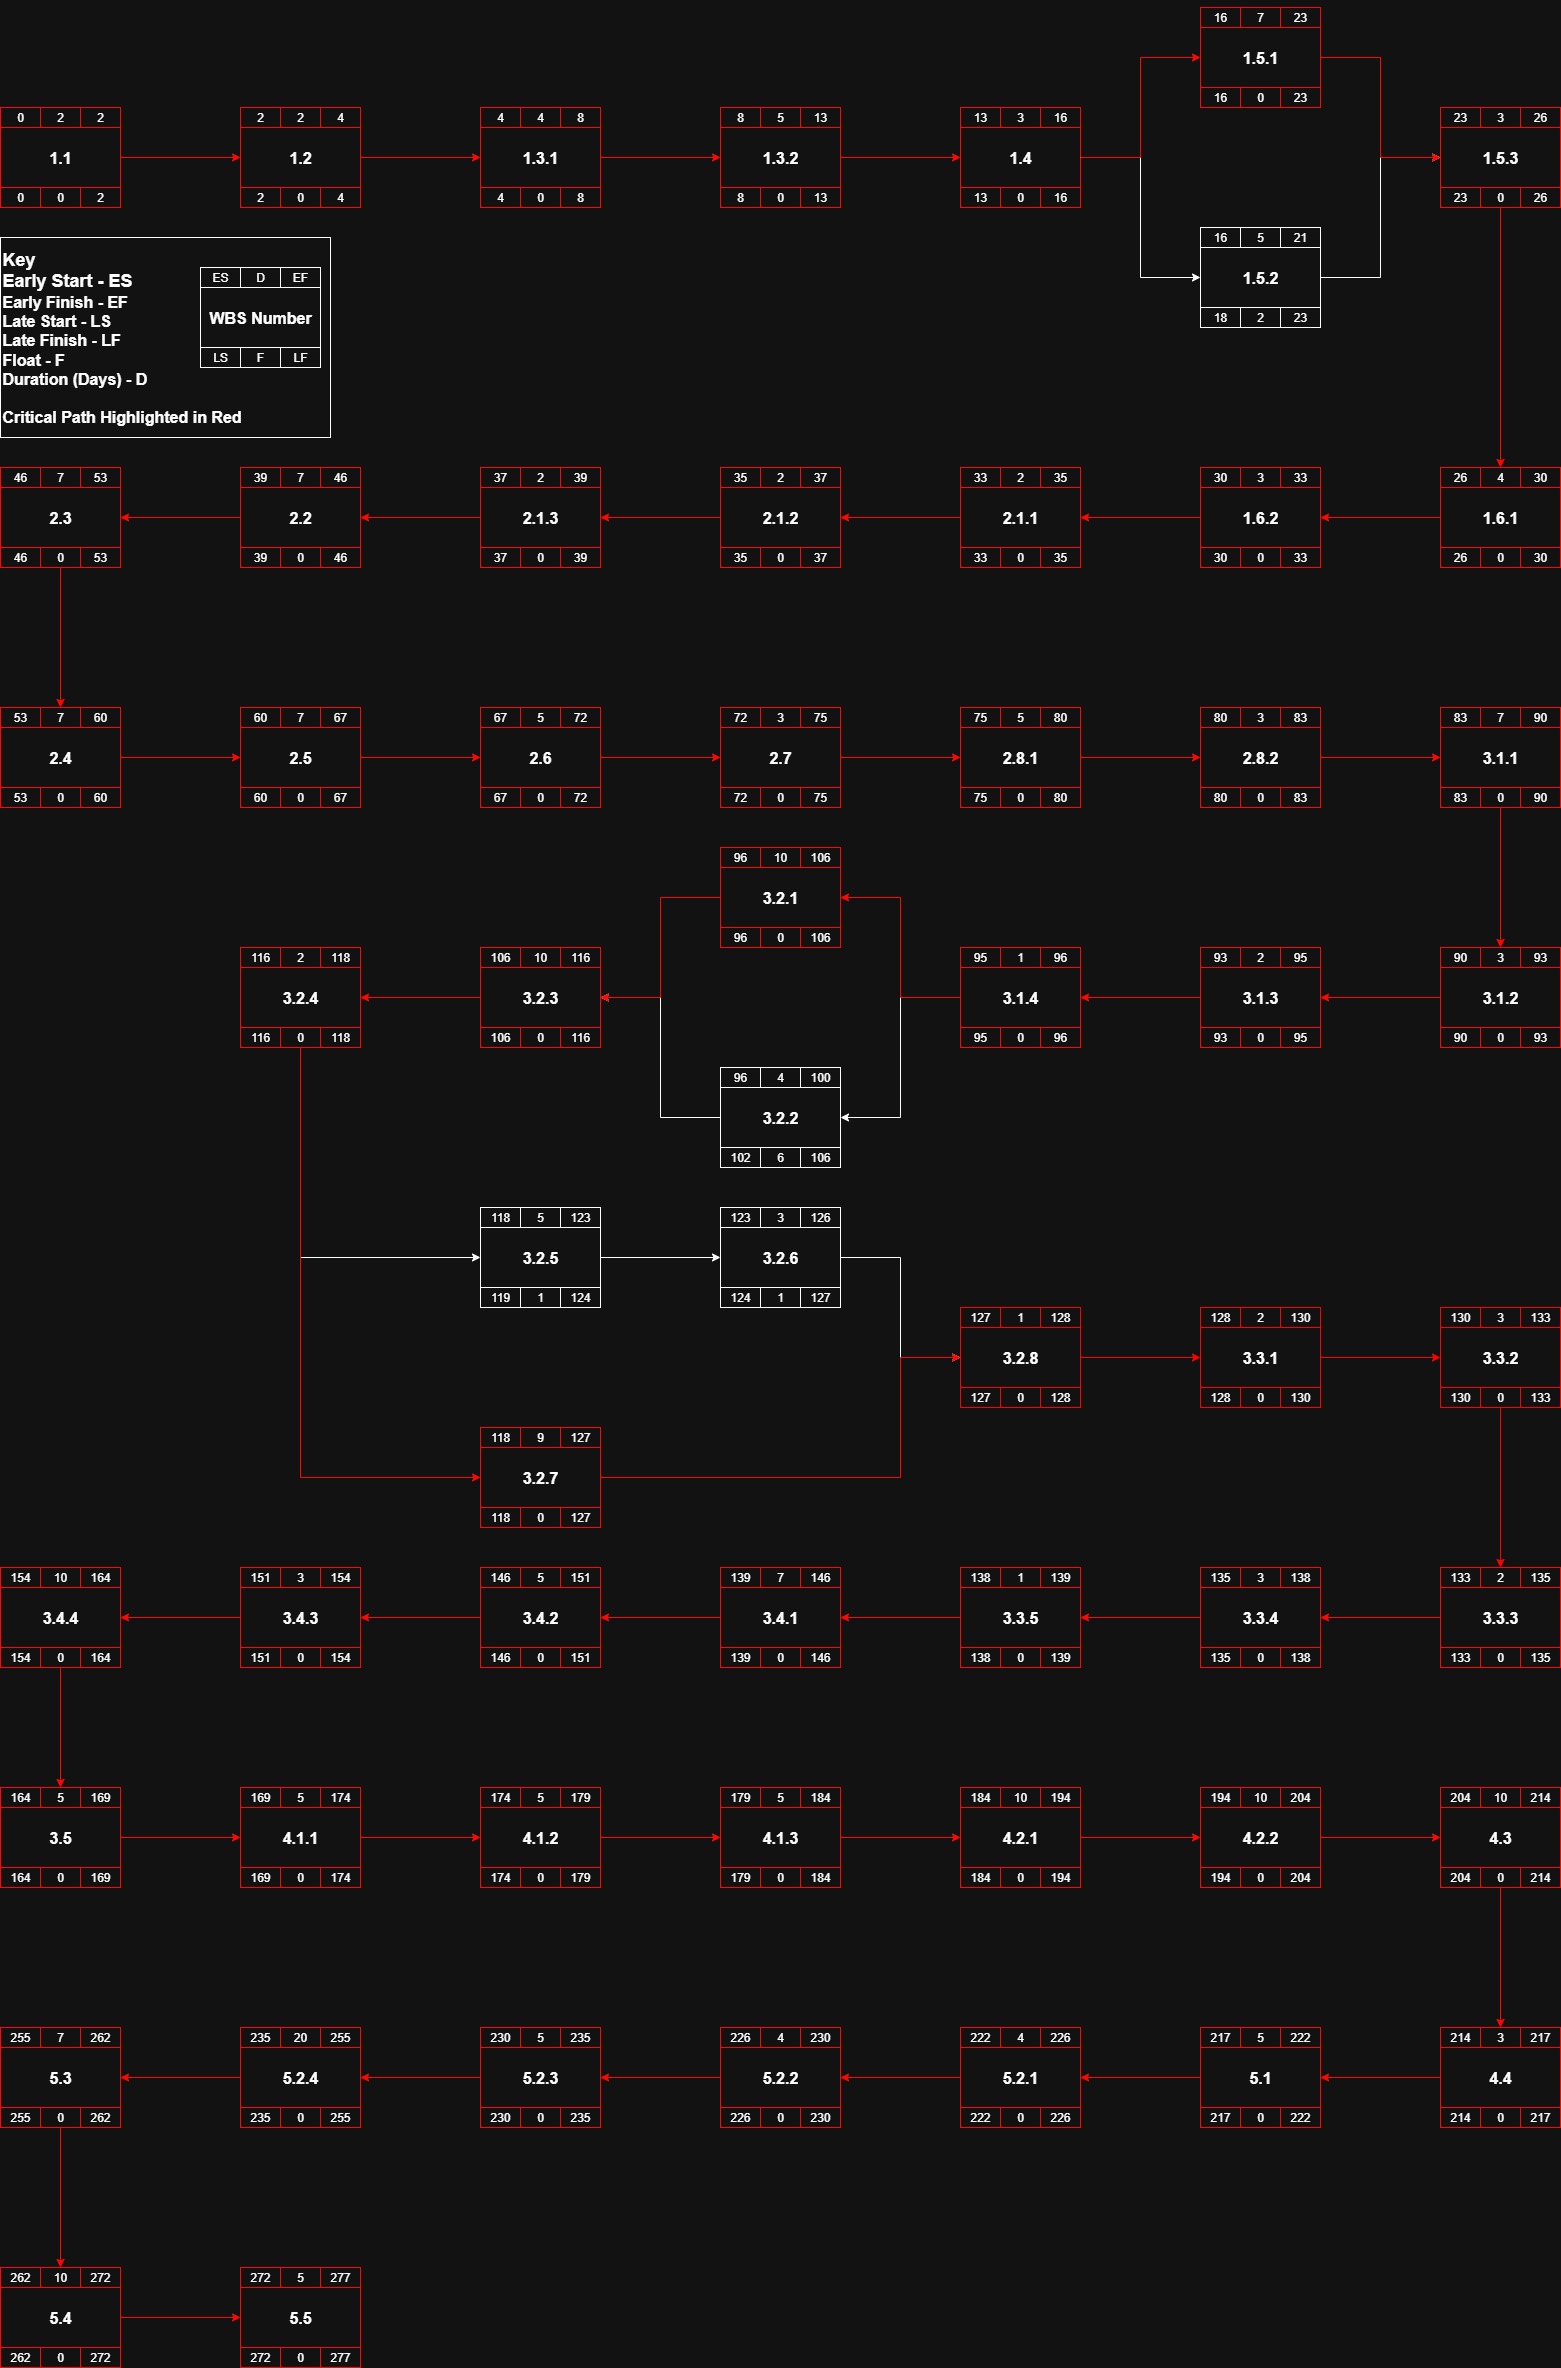 16 7 23
1.5.1
16 0 23
0 2 2
1.1
0 0 2
2 2 4
1.2
2 0 4
4 4 8
1.3.1
4 0 8
8 5 13
1.3.2
8 0 13
13 3 16
1.4
13 0 16
23 3 26
1.5.3
23 0 26
16 5 21
1.5.2
18 2 23
Key
Early Start - ES
Early Finish - EF
Late Start - LS
Late Finish - LF
Float - F
Duration (Days) - D
Critical Path Highlighted in Red
ES D EF
WBS Number
LS F LF
46 7 53
2.3
46 0 53
39 7 46
2.2
39 0 46
37 2 39
2.1.3
37 0 39
35 2 37
2.1.2
35 0 37
33 2 35
2.1.1
33 0 35
30 3 33
1.6.2
30 0 33
26 4 30
1.6.1
26 0 30
53 7 60
2.4
53 0 60
60 7 67
2.5
60 0 67
67 5 72
2.6
67 0 72
72 3 75
2.7
72 0 75
75 5 80
2.8.1
75 0 80
80 3 83
2.8.2
80 0 83
83 7 90
3.1.1
83 0 90
96 10 106
3.2.1
96 0 106
116 2 118
3.2.4
116 0 118
106 10 116
3.2.3
106 0 116
95 1 96
3.1.4
95 0 96
93 2 95
3.1.3
93 0 95
90 3 93
3.1.2
90 0 93
96 4 100
3.2.2
102 6 106
118 5 123
3.2.5
119 1 124
123 3 126
3.2.6
124 1 127
127 1 128
3.2.8
127 0 128
128 2 130
3.3.1
128 0 130
130 3 133
3.3.2
130 0 133
118 9 127
3.2.7
118 0 127
154 10 164
3.4.4
154 0 164
151 3 154
3.4.3
151 0 154
146 5 151
3.4.2
146 0 151
139 7 146
3.4.1
139 0 146
138 1 139
3.3.5
138 0 139
135 3 138
3.3.4
135 0 138
133 2 135
3.3.3
133 0 135
164 5 169
3.5
164 0 169
169 5 174
4.1.1
169 0 174
174 5 179
4.1.2
174 0 179
179 5 184
4.1.3
179 0 184
184 10 194
4.2.1
184 0 194
194 10 204
4.2.2
194 0 204
204 10 214
4.3
204 0 214
255 7 262
5.3
255 0 262
235 20 255
5.2.4
235 0 255
230 5 235
5.2.3
230 0 235
226 4 230
5.2.2
226 0 230
222 4 226
5.2.1
222 0 226
217 5 222
5.1
217 0 222
214 3 217
4.4
214 0 217
262 10 272
5.4
262 0 272
272 5 277
5.5
272 0 277